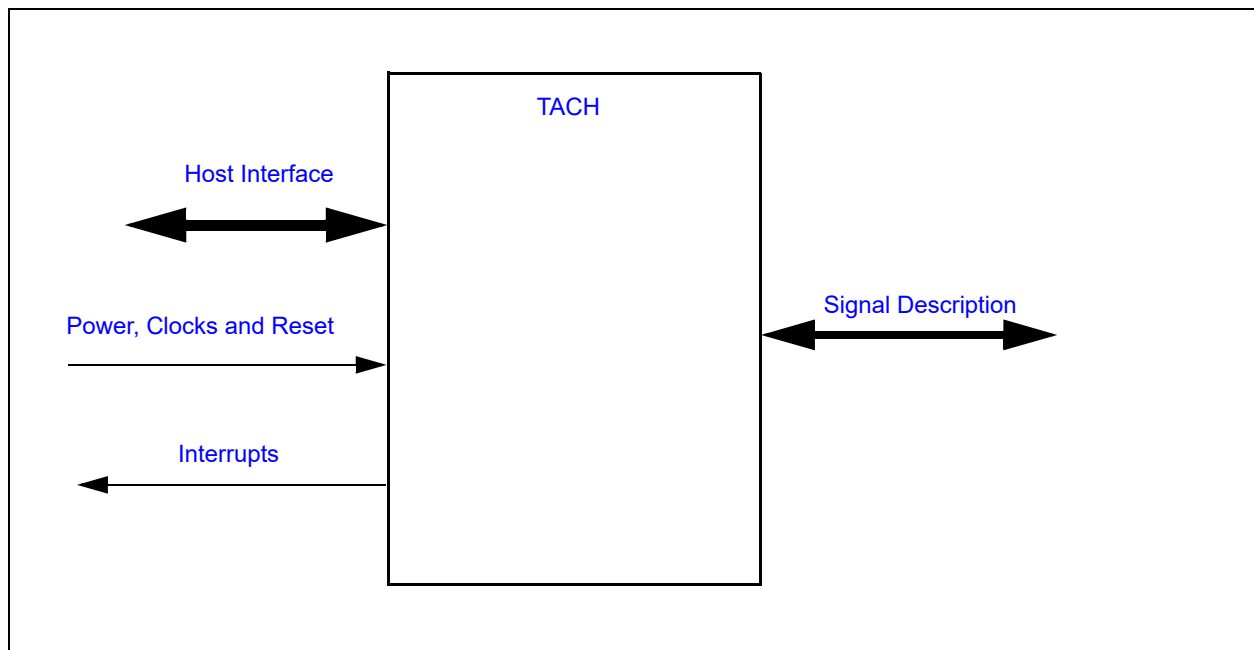 TACH
Host Interface
Signal Description
Power, Clocks and Reset
Interrupts